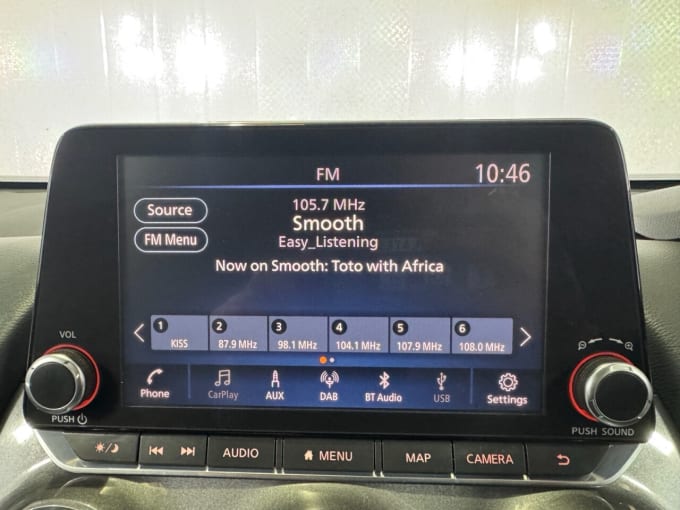 FM 10:46
Source
FM Menu
105.7 MHz
Smooth
Easy_Listening
Now on Smooth: Toto with Africa
1 KISS
2 87.9 MHz
3 98.1 MHz
4 104.1 MHz
5 107.9 MHz
6 108.0 MHz
Phone
CarPlay
AUX
DAB
BT Audio
USB
Settings
VOL
PUSH
PUSH SOUND
AUDIO
MENU
MAP
CAMERA